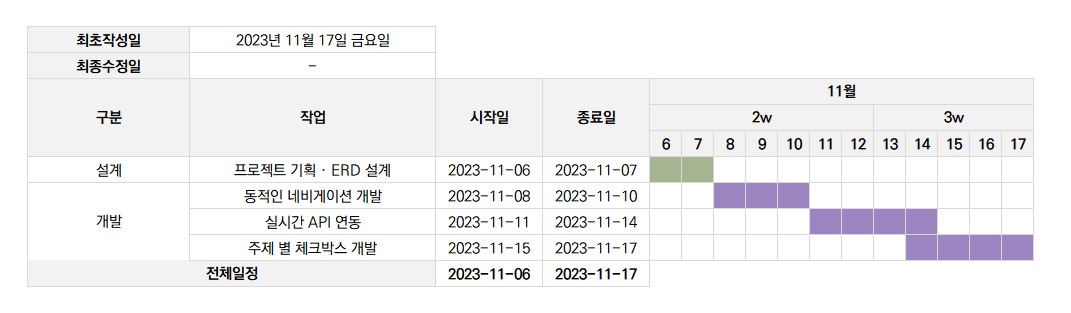 최초작성일 2023년 11월 17일 금요일
최종수정일 –
구분 작업 시작일 종료일 11월
2w 3w
6 7 8 9 10 11 12 13 14 15 16 17
설계 프로젝트 기획 · ERD 설계 2023-11-06 2023-11-07
개발 동적인 네비게이션 개발 2023-11-08 2023-11-10
실시간 API 연동 2023-11-11 2023-11-14
주제 별 체크박스 개발 2023-11-15 2023-11-17
전체일정 2023-11-06 2023-11-17